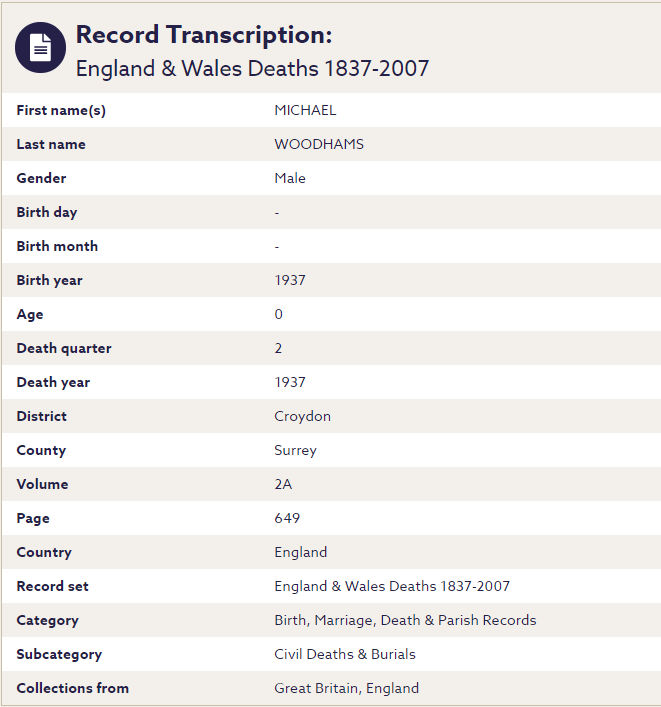 Record Transcription:
England & Wales Deaths 1837-2007
First name(s) MICHAEL
Last name WOODHAMS
Gender Male
Birth day -
Birth month -
Birth year 1937
Age 0
Death quarter 2
Death year 1937
District Croydon
County Surrey
Volume 2A
Page 649
Country England
Record set England & Wales Deaths 1837-2007
Category Birth, Marriage, Death & Parish Records
Subcategory Civil Deaths & Burials
Collections from Great Britain, England